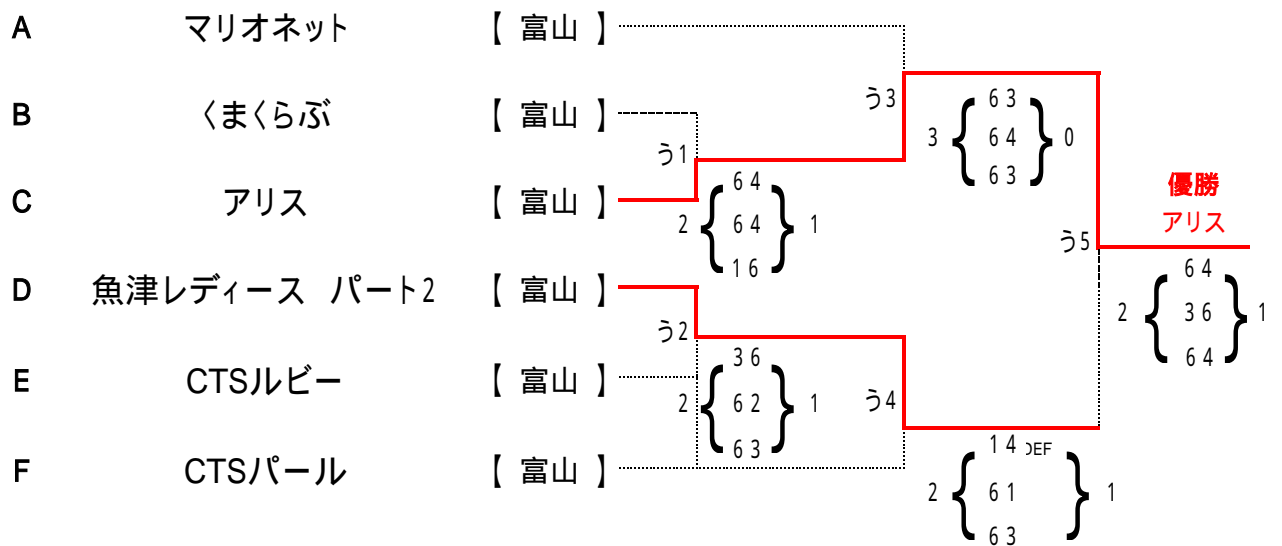 A マリオネット 【 富山 】
B くまくらぶ 【 富山 】
C アリス 【 富山 】
D 魚津レディース パート2 【 富山 】
E CTSルビー 【 富山 】
F CTSパール 【 富山 】
う1
2 { 6 4 } 1
6 4
1 6
う2
2 { 3 6 } 1
6 2
6 3
う3
3 { 6 3 } 0
6 4
6 3
う4
2 { 1 4 DEF } 1
6 1
6 3
う5
優勝
アリス
2 { 6 4 } 1
3 6
6 4